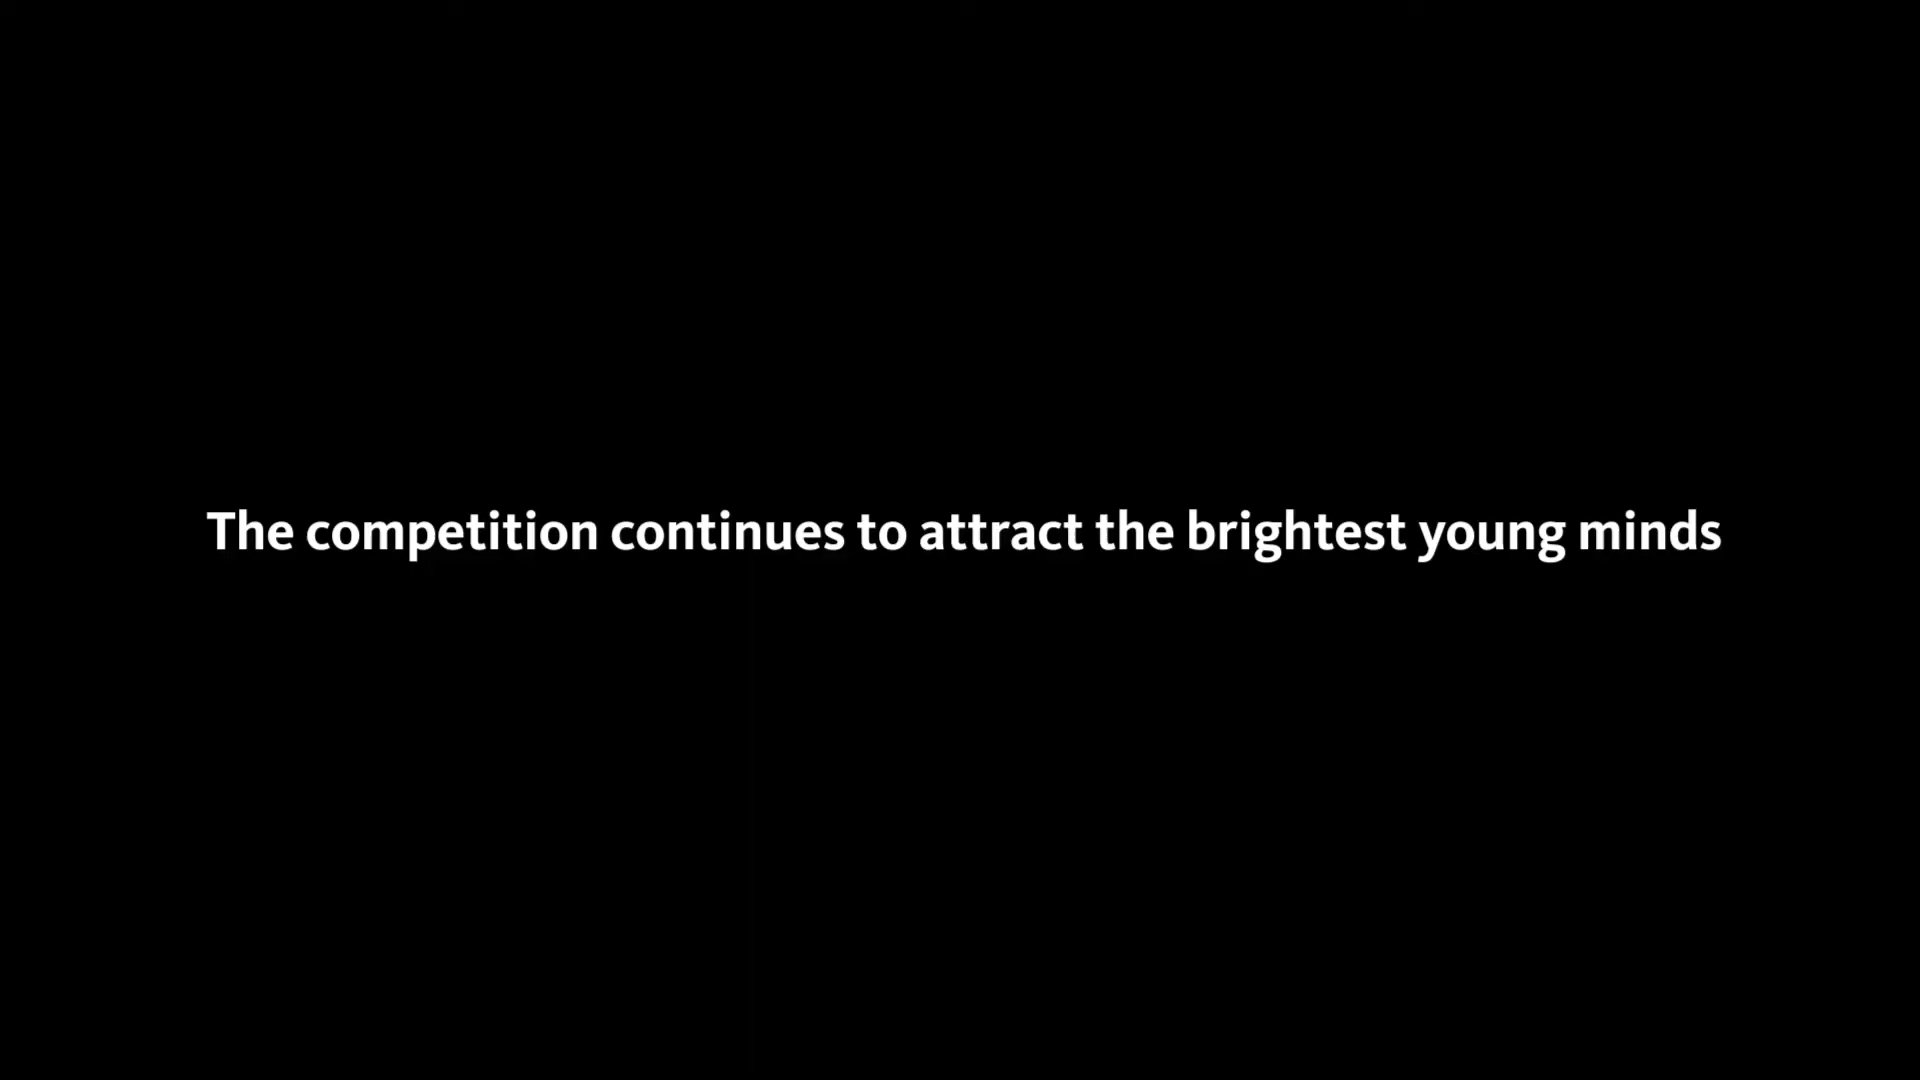 The competition continues to attract the brightest young minds